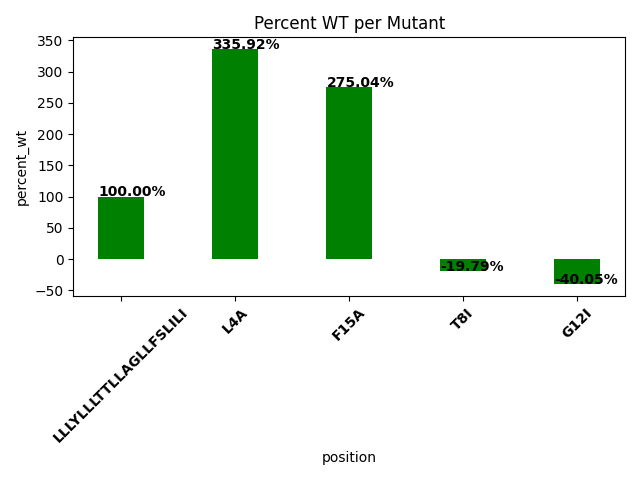 Percent WT per Mutant
percent_wt
350
300
250
200
150
100
50
0
−50
100.00%
335.92%
275.04%
-19.79%
-40.05%
LLLYLLLTTLLAGLLFSLILI
L4A
F15A
T8I
G12I
position